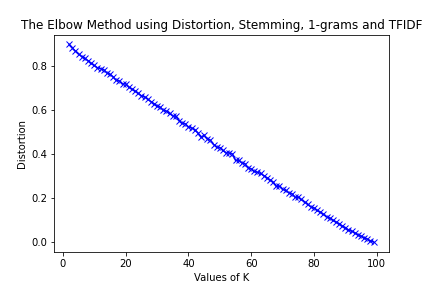 The Elbow Method using Distortion, Stemming, 1-grams and TFIDF
Distortion
0.8
0.6
0.4
0.2
0.0
0 20 40 60 80 100
Values of K